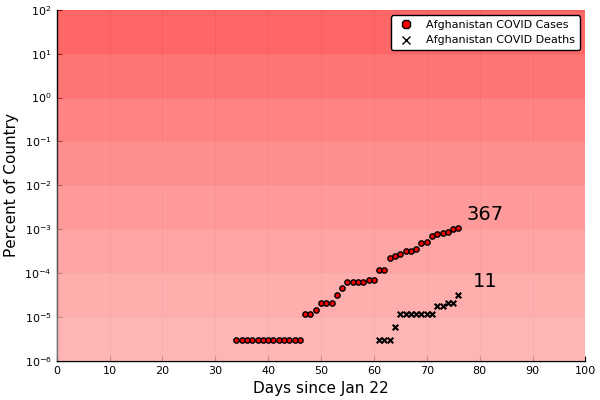 10²
10¹
10⁰
10⁻¹
10⁻²
10⁻³
10⁻⁴
10⁻⁵
10⁻⁶
Percent of Country
Afghanistan COVID Cases
Afghanistan COVID Deaths
367
11
0 10 20 30 40 50 60 70 80 90 100
Days since Jan 22